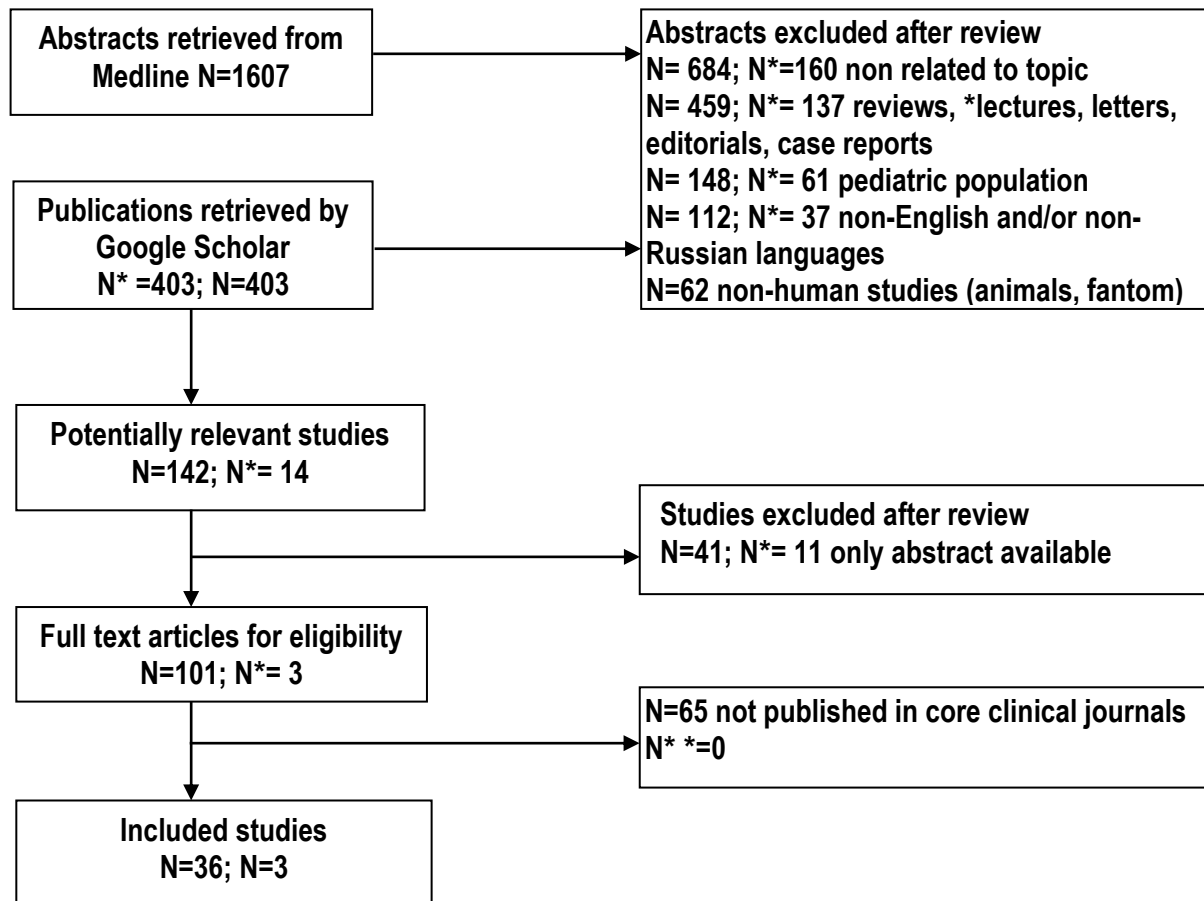 Abstracts retrieved from
Medline N=1607
Abstracts excluded after review
N= 684; N*=160 non related to topic
N= 459; N*= 137 reviews, *lectures, letters,
editorials, case reports
N= 148; N*= 61 pediatric population
N= 112; N*= 37 non-English and/or non-
Russian languages
N=62 non-human studies (animals, fantom)
Publications retrieved by
Google Scholar
N* =403; N=403
Potentially relevant studies
N=142; N*= 14
Studies excluded after review
N=41; N*= 11 only abstract available
Full text articles for eligibility
N=101; N*= 3
N=65 not published in core clinical journals
N* *=0
Included studies
N=36; N=3